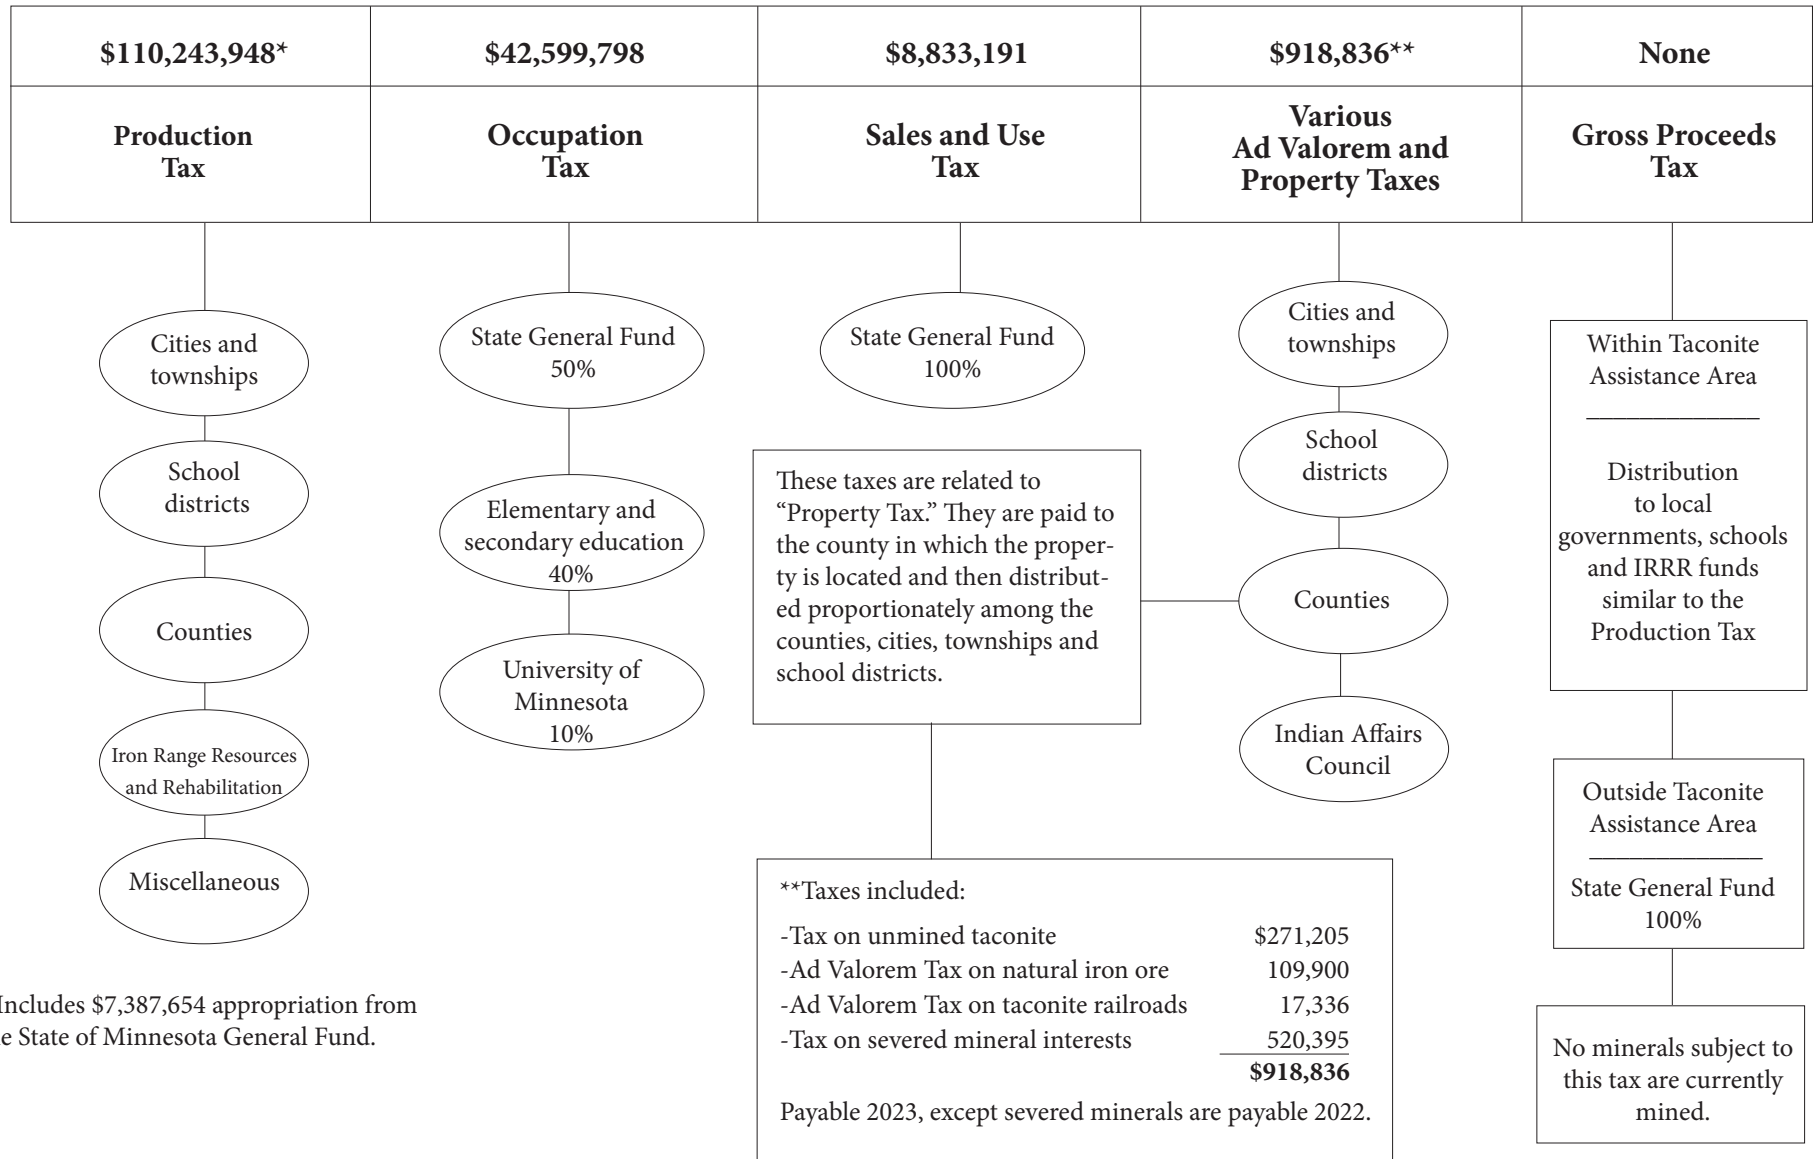 $110,243,948*
$42,599,798
$8,833,191
$918,836**
None
Production
Tax
Occupation
Tax
Sales and Use
Tax
Various
Ad Valorem and
Property Taxes
Gross Proceeds
Tax
Cities and
townships
School
districts
Counties
Iron Range Resources
and Rehabilitation
Miscellaneous
Includes $7,387,654 appropriation from
e State of Minnesota General Fund.
State General Fund
50%
Elementary and
secondary education
40%
University of
Minnesota
10%
State General Fund
100%
These taxes are related to
“Property Tax.” They are paid to
the county in which the proper-
ty is located and then distribut-
ed proportionately among the
counties, cities, townships and
school districts.
**Taxes included:
-Tax on unmined taconite $271,205
-Ad Valorem Tax on natural iron ore 109,900
-Ad Valorem Tax on taconite railroads 17,336
-Tax on severed mineral interests 520,395
$918,836
Payable 2023, except severed minerals are payable 2022.
Cities and
townships
School
districts
Counties
Indian Affairs
Council
Within Taconite
Assistance Area
Distribution
to local
governments, schools
and IRRR funds
similar to the
Production Tax
Outside Taconite
Assistance Area
State General Fund
100%
No minerals subject to
this tax are currently
mined.